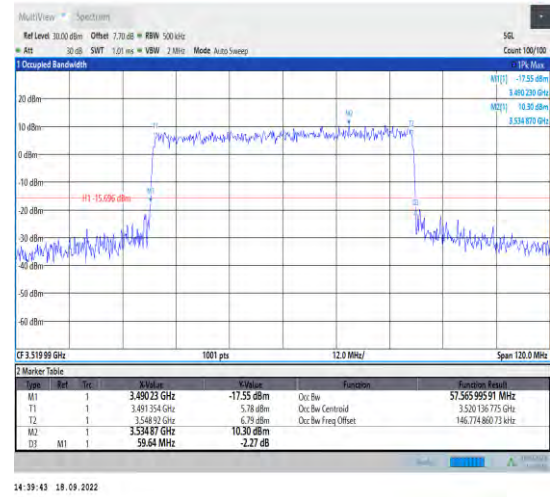 MultiView Spectrum
Ref Level 30.00 dBm Offset 7.70 dB RBW 500 kHz SGL
Att 30 dB SWT 1.01 ms VBW 2 MHz Mode Auto Sweep Count 100/100
1 Occupied Bandwidth 1Pk Max
M1[1] -17.55 dBm
3.490 230 GHz
M2[1] 10.30 dBm
3.534 870 GHz
20 dBm
10 dBm
0 dBm
-10 dBm
H1 -15.696 dBm
-20 dBm
-30 dBm
-40 dBm
-50 dBm
-60 dBm
T1
M2
T2
M1
D3
CF 3.519 99 GHz 1001 pts 12.0 MHz/ Span 120.0 MHz
2 Marker Table
Type Ref Trc X-Value Y-Value Function Function Result
M1 1 3.490 23 GHz -17.55 dBm Occ Bw 57.565 995 91 MHz
T1 1 3.491 354 GHz 5.78 dBm Occ Bw Centroid 3.520 136 775 GHz
T2 1 3.548 92 GHz 6.79 dBm Occ Bw Freq Offset 146.774 860 73 kHz
M2 1 3.534 87 GHz 10.30 dBm
D3 M1 1 59.64 MHz -2.27 dB
14:39:43 18.09.2022